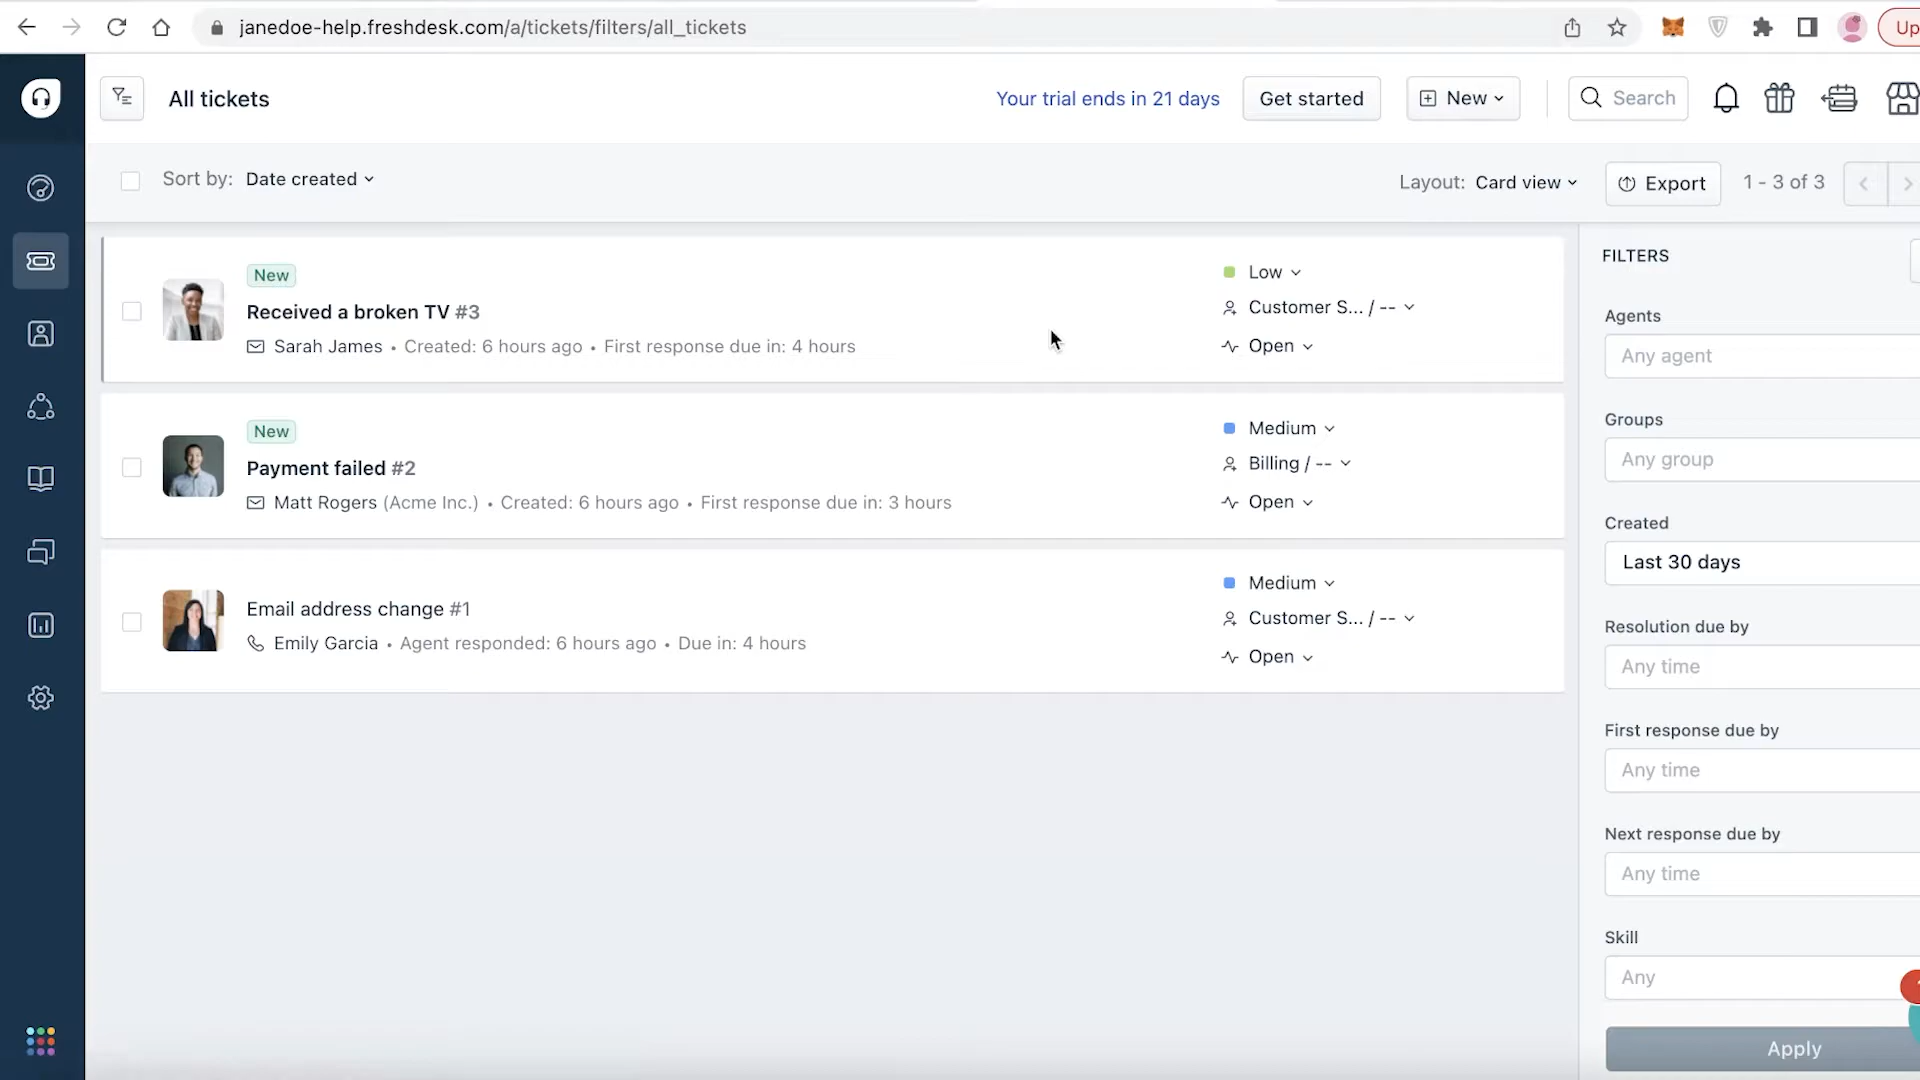 janedoe-help.freshdesk.com/a/tickets/filters/all_tickets
Up
All tickets
Your trial ends in 21 days
Get started
New
Search
Sort by: Date created
Layout: Card view
Export
1 - 3 of 3
New
Received a broken TV #3
Sarah James • Created: 6 hours ago • First response due in: 4 hours
Low
Customer S... / --
Open
New
Payment failed #2
Matt Rogers (Acme Inc.) • Created: 6 hours ago • First response due in: 3 hours
Medium
Billing / --
Open
Email address change #1
Emily Garcia • Agent responded: 6 hours ago • Due in: 4 hours
Medium
Customer S... / --
Open
FILTERS
Agents
Any agent
Groups
Any group
Created
Last 30 days
Resolution due by
Any time
First response due by
Any time
Next response due by
Any time
Skill
Any
Apply